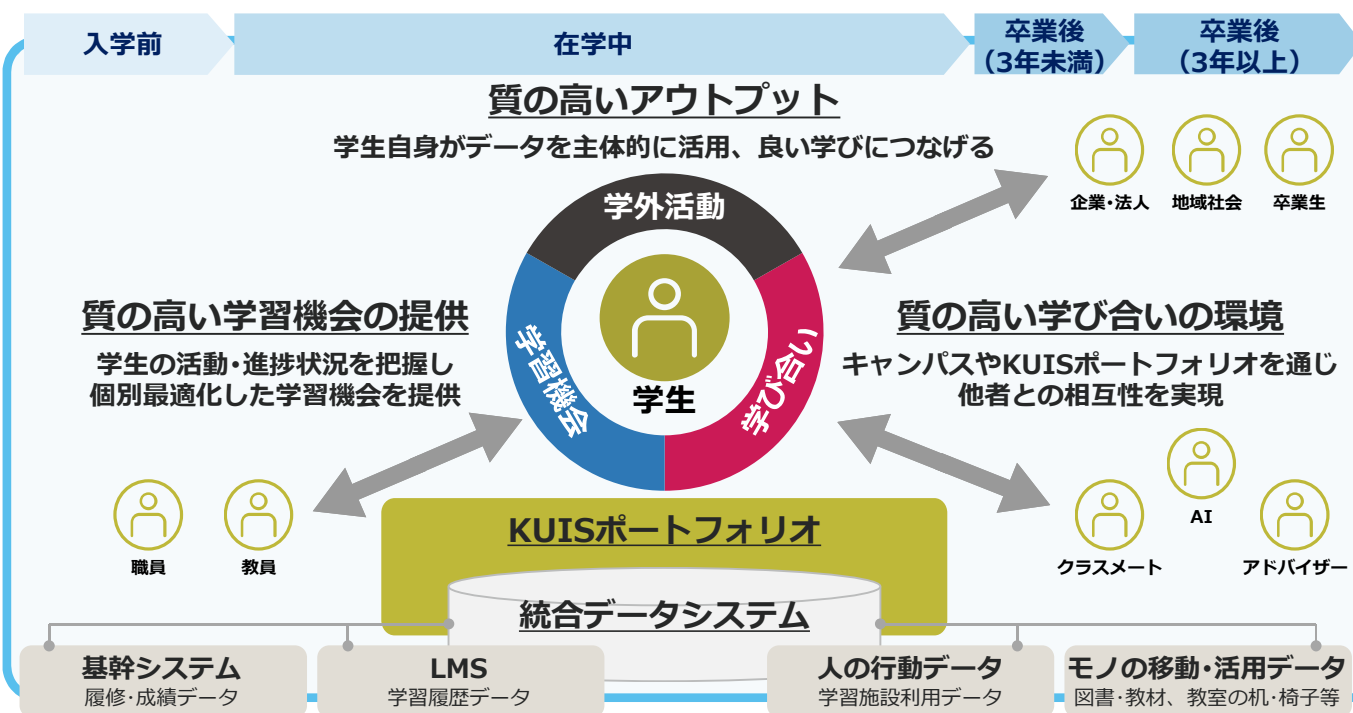 入学前
在学中
卒業後
（3年未満）
卒業後
（3年以上）
質の高いアウトプット
学生自身がデータを主体的に活用、良い学びにつなげる
企業・法人
地域社会
卒業生
学外活動
学習機会
学び合い
学生
質の高い学習機会の提供
学生の活動・進捗状況を把握し
個別最適化した学習機会を提供
質の高い学び合いの環境
キャンパスやKUISポートフォリオを通じ
他者との相互性を実現
職員
教員
AI
クラスメート
アドバイザー
KUISポートフォリオ
統合データシステム
基幹システム
履修・成績データ
LMS
学習履歴データ
人の行動データ
学習施設利用データ
モノの移動・活用データ
図書・教材、教室の机・椅子等